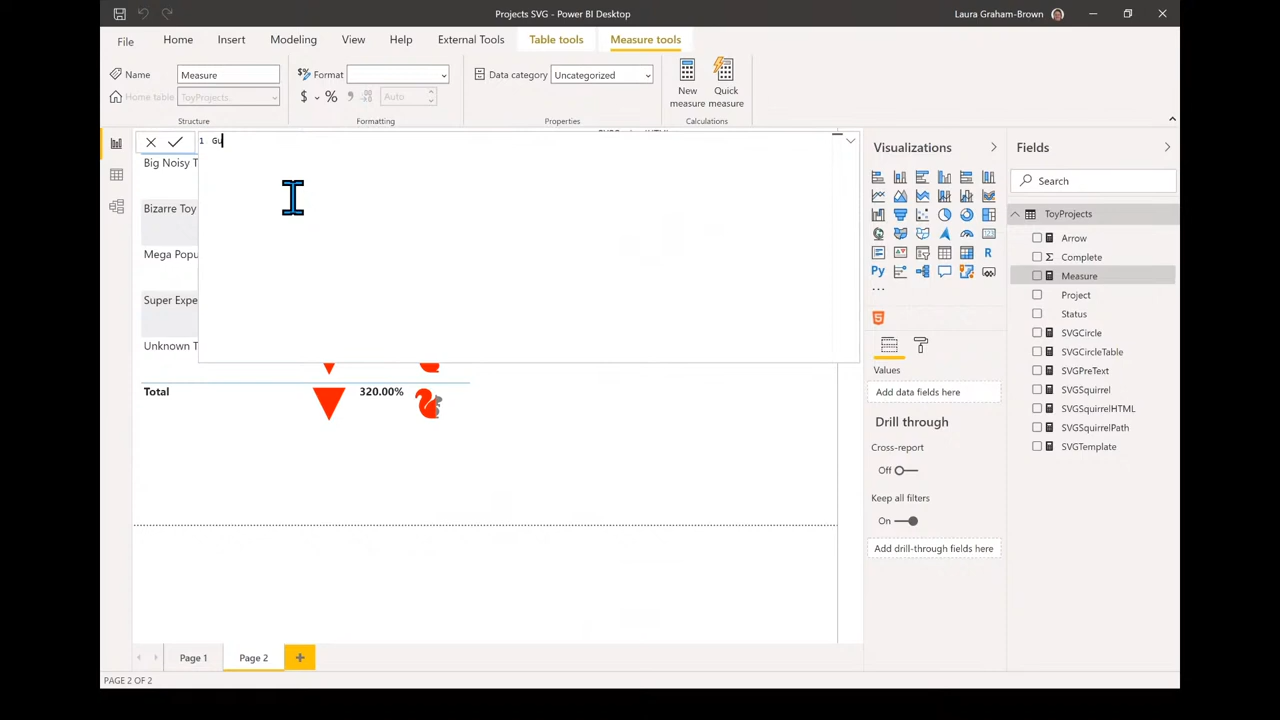 Projects SVG - Power BI Desktop
Laura Graham-Brown
File
Home
Insert
Modeling
View
Help
External Tools
Table tools
Measure tools
Name
Measure
Home table
ToyProjects
Structure
Format
$
%
Auto
Formatting
Data category
Uncategorized
Properties
New measure
Quick measure
Calculations
1 Gu
Big Noisy T
Bizarre Toy
Mega Popu
Super Expe
Unknown T
Total
320.00%
Visualizations
R
Py
...
5
Values
Add data fields here
Drill through
Cross-report
Off
Keep all filters
On
Add drill-through fields here
Fields
Search
ToyProjects
Arrow
Σ Complete
Measure
Project
Status
SVGCircle
SVGCircleTable
SVGPreText
SVGSquirrel
SVGSquirrelHTML
SVGSquirrelPath
SVGTemplate
Page 1
Page 2
+
PAGE 2 OF 2